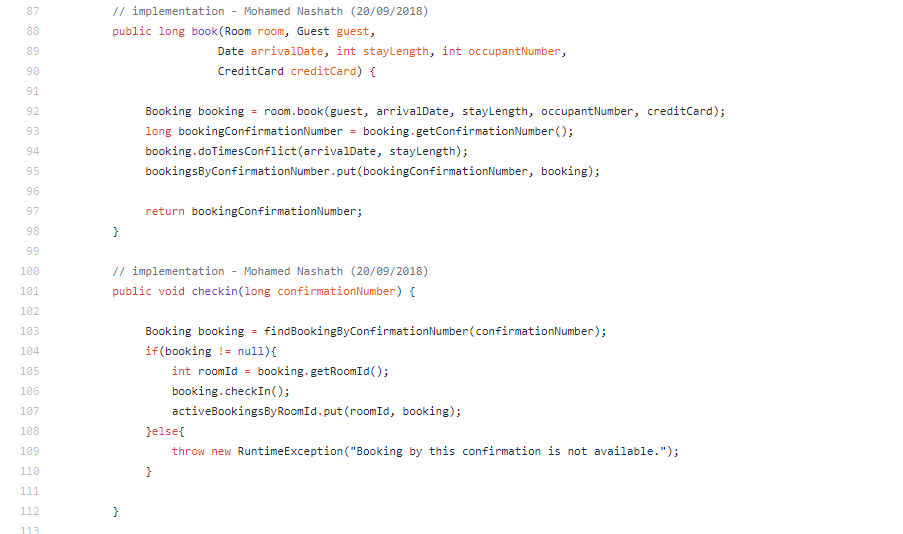 87 // implementation - Mohamed Nashath (20/09/2018)
88 public long book(Room room, Guest guest,
89 Date arrivalDate, int stayLength, int occupantNumber,
90 CreditCard creditCard) {
91
92 Booking booking = room.book(guest, arrivalDate, stayLength, occupantNumber, creditCard);
93 long bookingConfirmationNumber = booking.getConfirmationNumber();
94 booking.doTimesConflict(arrivalDate, stayLength);
95 bookingsByConfirmationNumber.put(bookingConfirmationNumber, booking);
96
97 return bookingConfirmationNumber;
98 }
99
100 // implementation - Mohamed Nashath (20/09/2018)
101 public void checkin(long confirmationNumber) {
102
103 Booking booking = findBookingByConfirmationNumber(confirmationNumber);
104 if(booking != null){
105 int roomId = booking.getRoomId();
106 booking.checkIn();
107 activeBookingsByRoomId.put(roomId, booking);
108 }else{
109 throw new RuntimeException("Booking by this confirmation is not available.");
110 }
111
112 }
113